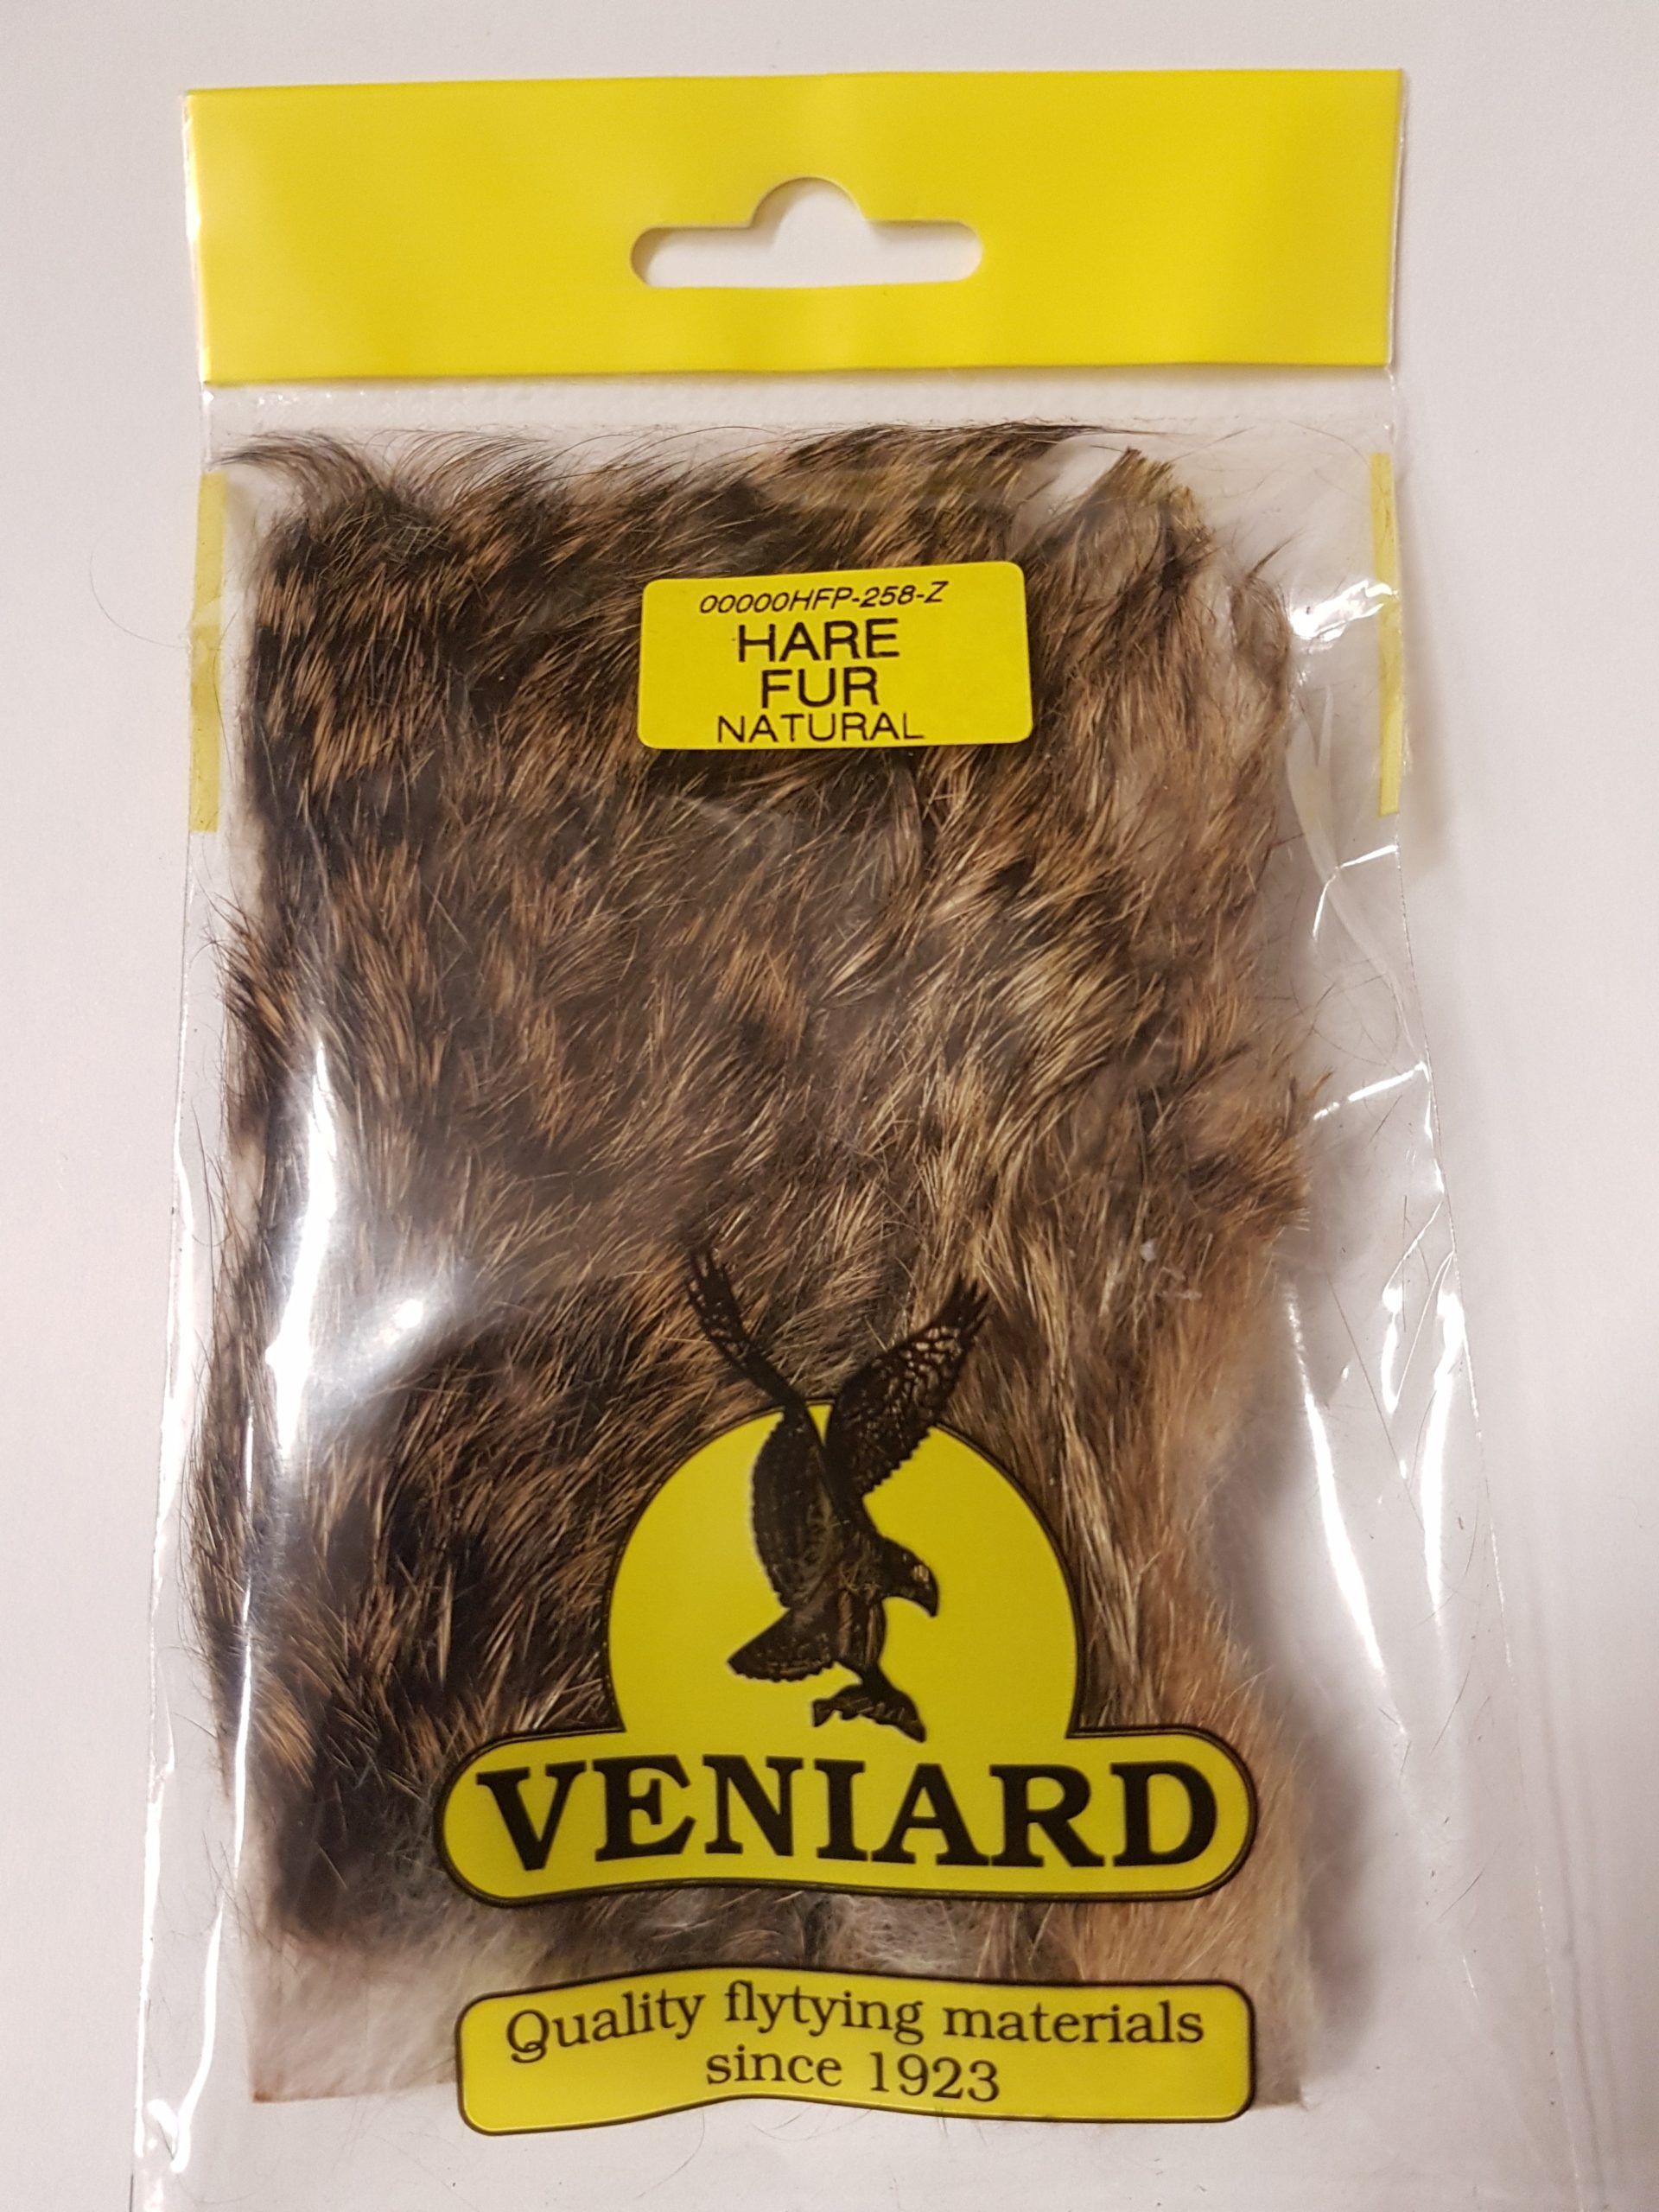 00000HFP-258-Z
HARE
FUR
NATURAL
VENIARD
Quality flytying materials
since 1923